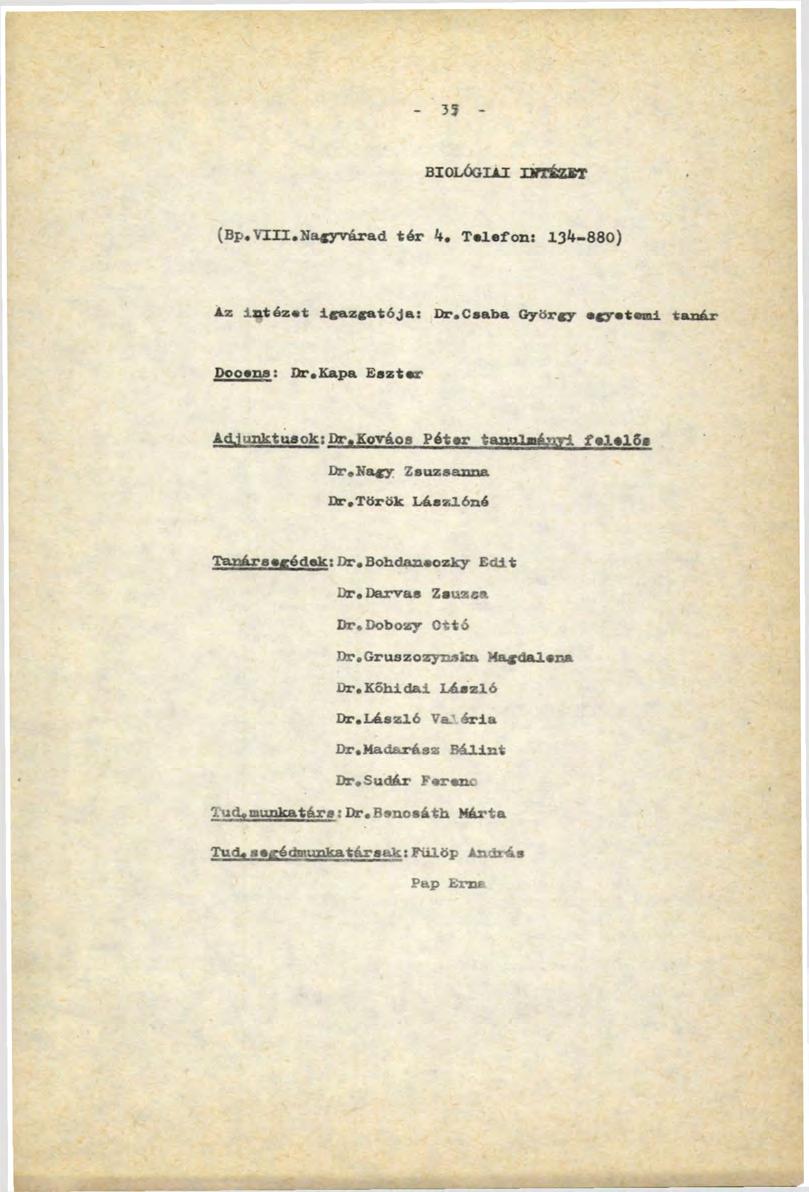 - 35 -
BIOLÓGIAI INTÉZET
(Bp.VIII.Nagyvárad tér 4. Telefon: 134-880)
Az intézet igazgatója: Dr.Csaba György egyetemi tanár
Docens: Dr.Kapa Eszter
Adjunktusok: Dr.Kovács Péter tanulmányi felelős
Dr.Nagy Zsuzsanna
Dr.Török Lászlóné
Tanársegédek: Dr.Bohdaneczky Edit
Dr.Darvas Zsuzsa
Dr.Dobozy Ottó
Dr.Gruszczynska Magdalena
Dr.Kőhidai László
Dr.László Valéria
Dr.Madarász Bálint
Dr.Sudár Ferenc
Tud.munkatárs: Dr.Bencsáth Márta
Tud.segédmunkatársak: Fülöp András
Pap Erna